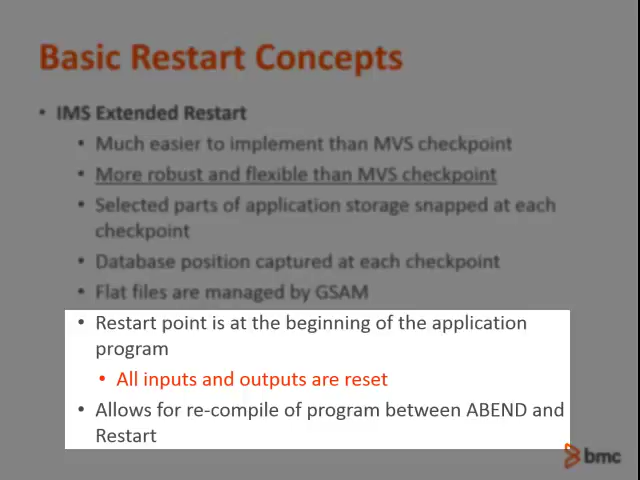 Basic Restart Concepts
• IMS Extended Restart
• Much easier to implement than MVS checkpoint
• More robust and flexible than MVS checkpoint
• Selected parts of application storage snapped at each
checkpoint
• Database position captured at each checkpoint
• Flat files are managed by GSAM
• Restart point is at the beginning of the application
program
• All inputs and outputs are reset
• Allows for re-compile of program between ABEND and
Restart
bmc